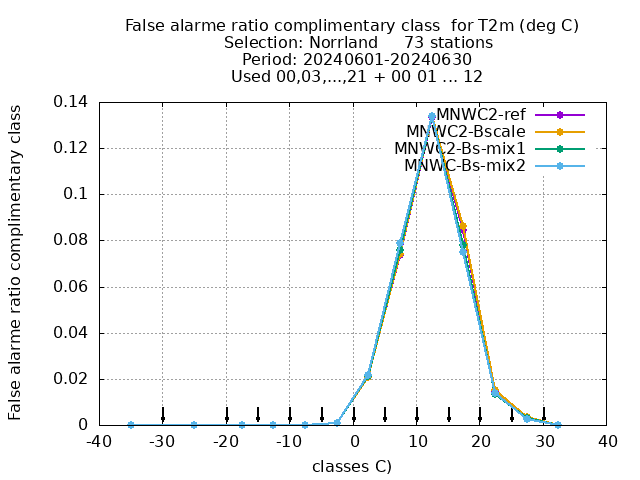 False alarme ratio complimentary class  for T2m (deg C)
Selection: Norrland     73 stations
Period: 20240601-20240630
Used 00,03,...,21 + 00 01 ... 12
False alarme ratio complimentary class
0.14
0.12
0.1
0.08
0.06
0.04
0.02
0
MNWC2-ref
MNWC2-Bscale
MNWC2-Bs-mix1
MNWC-Bs-mix2
-40 -30 -20 -10 0 10 20 30 40
classes C)